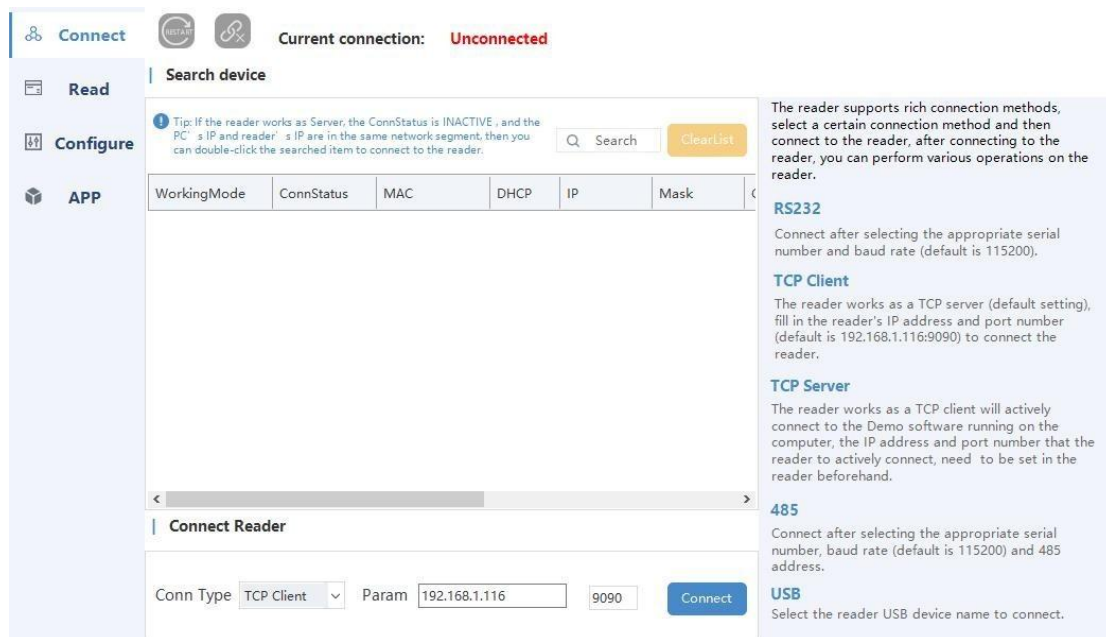 Connect
Read
Configure
APP
RESTART
Current connection: Unconnected
Search device
Tip: If the reader works as Server, the ConnStatus is INACTIVE , and the
PC' s IP and reader' s IP are in the same network segment, then you
can double-click the searched item to connect to the reader.
Search
ClearList
WorkingMode ConnStatus MAC DHCP IP Mask
Connect Reader
Conn Type TCP Client Param 192.168.1.116 9090 Connect
The reader supports rich connection methods,
select a certain connection method and then
connect to the reader, after connecting to the
reader, you can perform various operations on the
reader.
RS232
Connect after selecting the appropriate serial
number and baud rate (default is 115200).
TCP Client
The reader works as a TCP server (default setting),
fill in the reader's IP address and port number
(default is 192.168.1.116:9090) to connect the
reader.
TCP Server
The reader works as a TCP client will actively
connect to the Demo software running on the
computer, the IP address and port number that the
reader to actively connect, need to be set in the
reader beforehand.
485
Connect after selecting the appropriate serial
number, baud rate (default is 115200) and 485
address.
USB
Select the reader USB device name to connect.